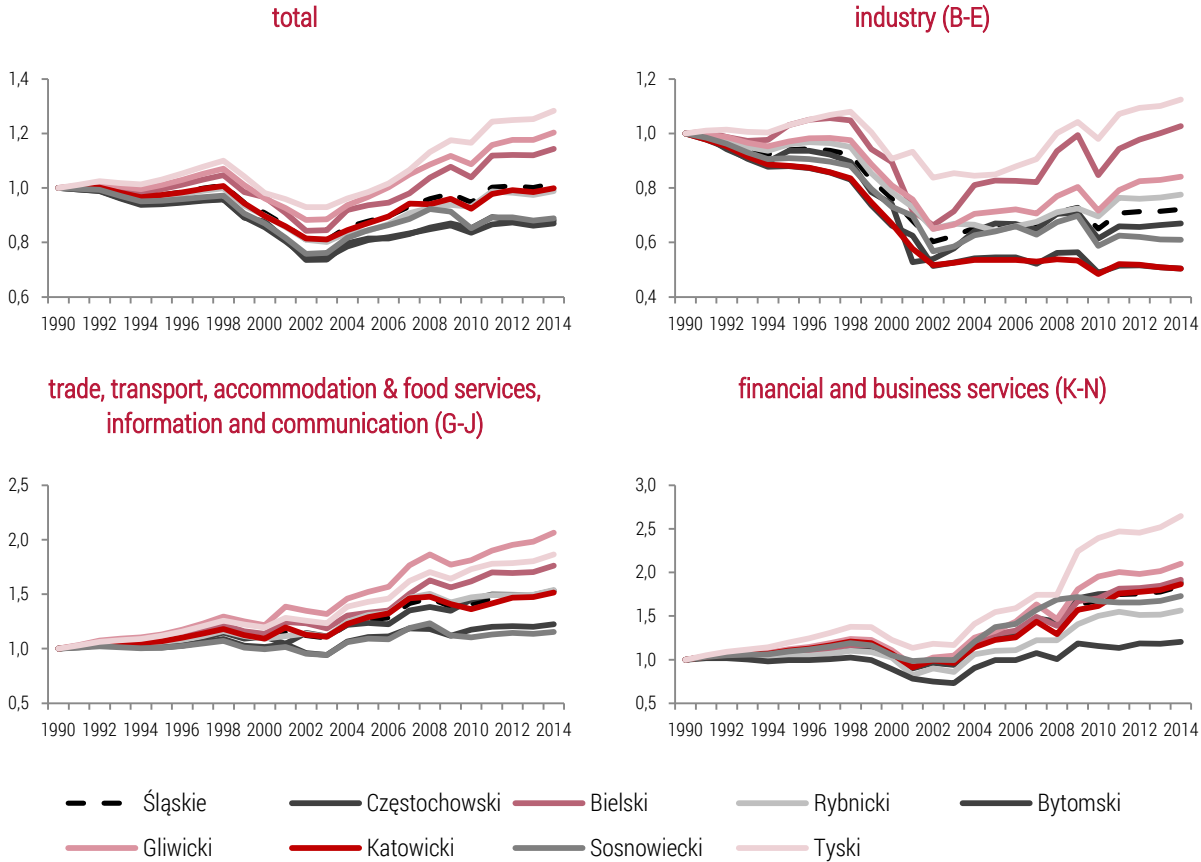 total
1,4
1,2
1,0
0,8
0,6
1990 1992 1994 1996 1998 2000 2002 2004 2006 2008 2010 2012 2014
industry (B-E)
1,2
1,0
0,8
0,6
0,4
1990 1992 1994 1996 1998 2000 2002 2004 2006 2008 2010 2012 2014
trade, transport, accommodation & food services,
information and communication (G-J)
2,5
2,0
1,5
1,0
0,5
1990 1992 1994 1996 1998 2000 2002 2004 2006 2008 2010 2012 2014
financial and business services (K-N)
3,0
2,5
2,0
1,5
1,0
0,5
1990 1992 1994 1996 1998 2000 2002 2004 2006 2008 2010 2012 2014
Śląskie Częstochowski Bielski Rybnicki Bytomski
Gliwicki Katowicki Sosnowiecki Tyski